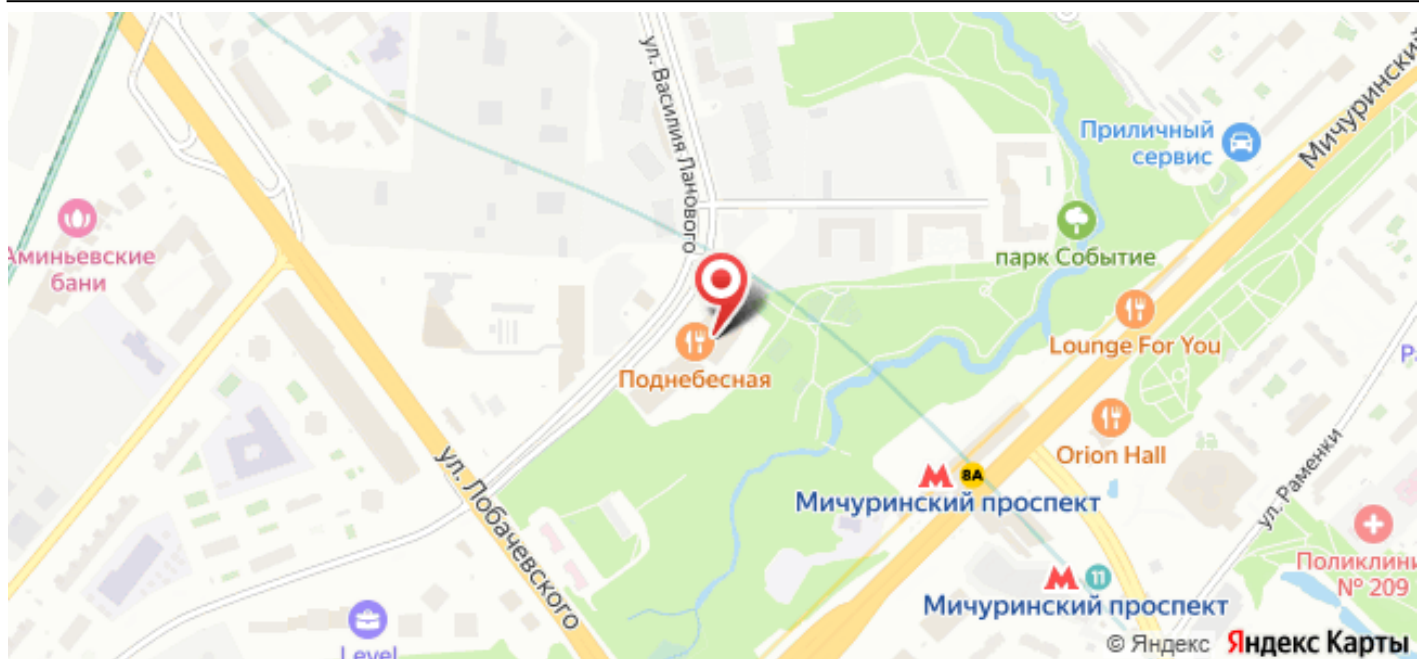 ул. Василия Ланового
Мичуринский
Приличный
сервис
Аминьевские
бани
парк Событие
Lounge For You
Поднебесная
Orion Hall
ул. Раменки
8А
Мичуринский проспект
ул. Лобачевского
11
Мичуринский проспект
Поликлини
№ 209
Level
© Яндекс Яндекс Карты